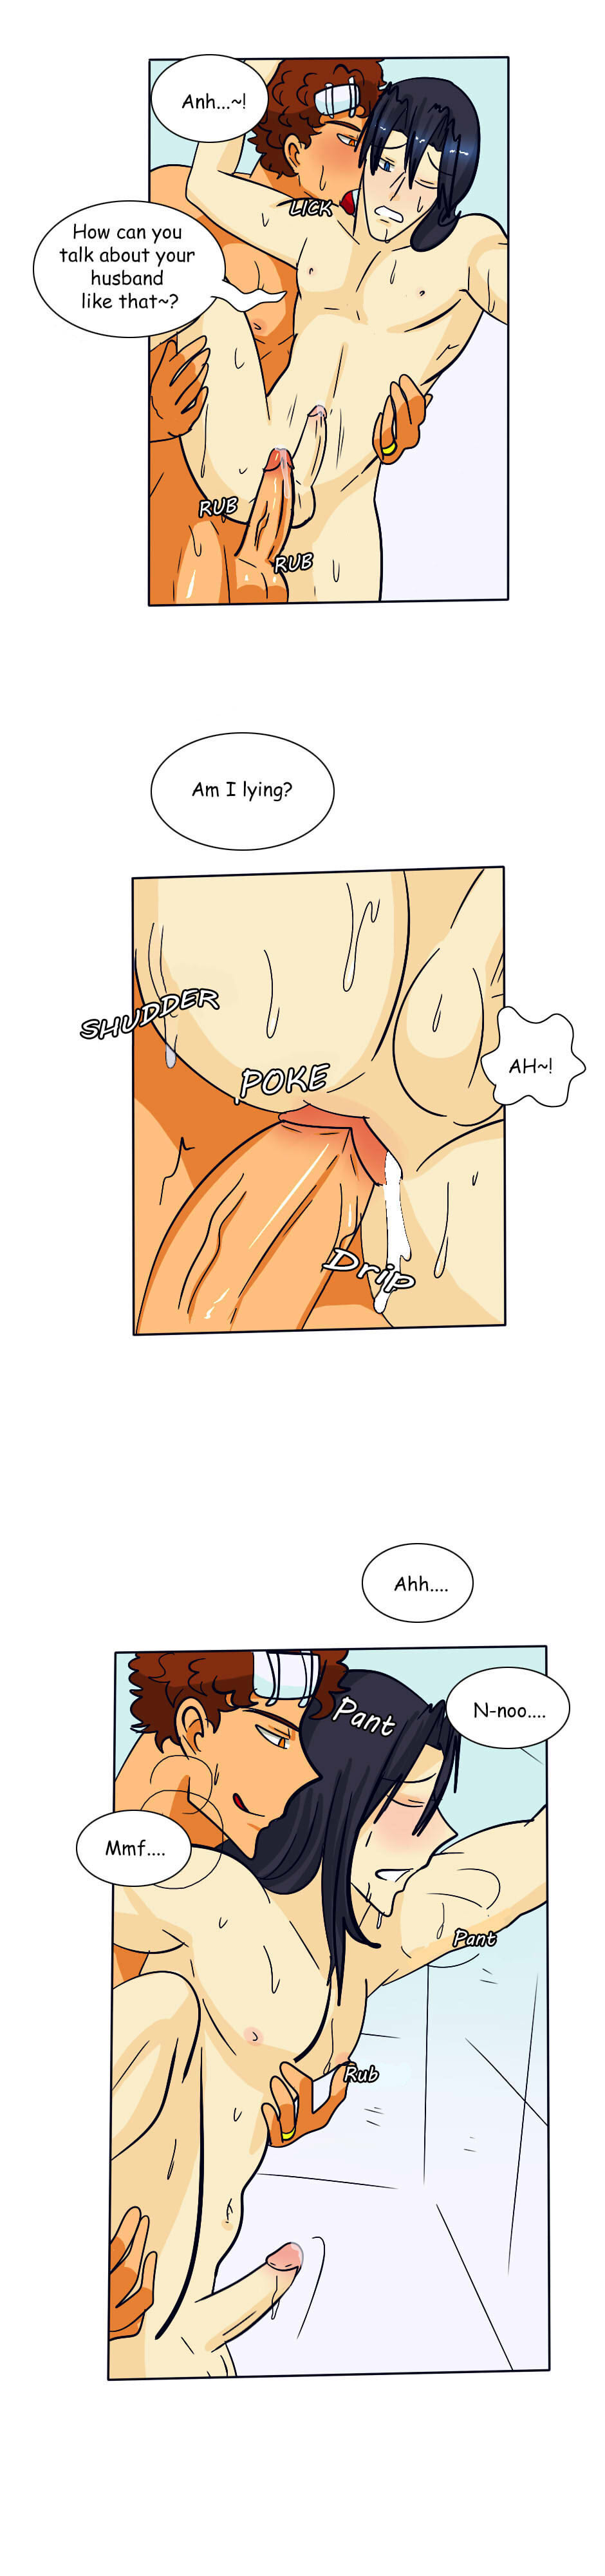 Anh...~!
LICK
How can you
talk about your
husband
like that~?
RUB
RUB
Am I lying?
SHUDDER
POKE
AH~!
Drip
Ahh....
Pant
N-noo....
Mmf....
Pant
Rub